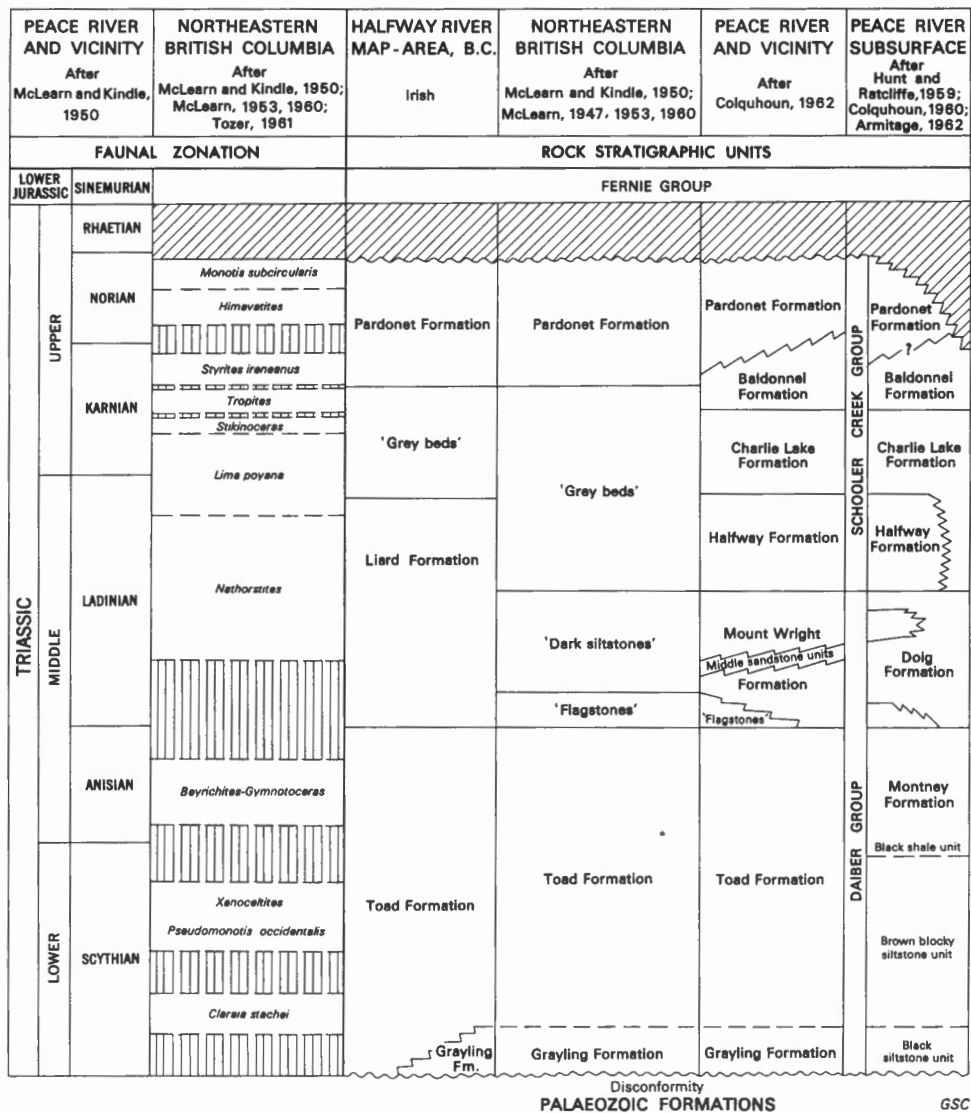 PEACE RIVER
AND VICINITY
After
McLearn and Kindle,
1950
NORTHEASTERN
BRITISH COLUMBIA
After
McLearn and Kindle, 1950;
McLearn, 1953, 1960;
Tozer, 1961
HALFWAY RIVER
MAP-AREA, B.C.
Irish
NORTHEASTERN
BRITISH COLUMBIA
After
McLearn and Kindle, 1950;
McLearn, 1947, 1953, 1960
PEACE RIVER
AND VICINITY
After
Colquhoun, 1962
PEACE RIVER
SUBSURFACE
After
Hunt and
Ratcliffe, 1959;
Colquhoun, 1960;
Armitage, 1962
FAUNAL ZONATION
ROCK STRATIGRAPHIC UNITS
LOWER
JURASSIC
SINEMURIAN
FERNIE GROUP
TRIASSIC
UPPER
MIDDLE
LOWER
RHAETIAN
NORIAN
KARNIAN
LADINIAN
ANISIAN
SCYTHIAN
Monotis subcircularis
Himavatites
Styrites ireneanus
Tropites
Stikinoceras
Lima poyana
Nathorstites
Beyrichites-Gymnotoceras
Xenoceltites
Pseudomonotis occidentalis
Claraia stachei
Pardonet Formation
'Grey beds'
Liard Formation
Toad Formation
Grayling
Fm.
Pardonet Formation
'Grey beds'
'Dark siltstones'
'Flagstones'
Toad Formation
Grayling Formation
Pardonet Formation
Baldonnel
Formation
Charlie Lake
Formation
Halfway Formation
Mount Wright
Middle sandstone units
Formation
'Flagstones'
Toad Formation
Grayling Formation
SCHOOLER CREEK GROUP
DAIBER GROUP
Pardonet
Formation
?
Baldonnel
Formation
Charlie Lake
Formation
Halfway
Formation
Doig
Formation
Montney
Formation
Black shale unit
Brown blocky
siltstone unit
Black
siltstone unit
Disconformity
PALAEOZOIC FORMATIONS
GSC